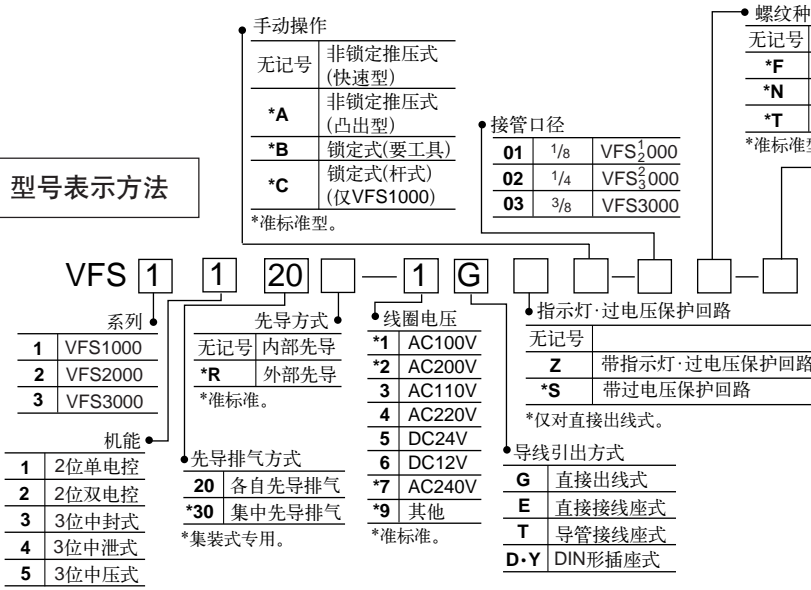 手动操作
无记号 非锁定推压式
(快速型)
*A 非锁定推压式
(凸出型)
*B 锁定式(要工具)
*C 锁定式(杆式)
(仅VFS1000)
*准标准型。
接管口径
01 1/8 VFS½000
02 1/4 VFS⅔000
03 3/8 VFS3000
螺纹种
无记号
*F
*N
*T
*准标准型
型号表示方法
VFS 1 1 20 — 1 G — —
系列
1 VFS1000
2 VFS2000
3 VFS3000
机能
1 2位单电控
2 2位双电控
3 3位中封式
4 3位中泄式
5 3位中压式
先导方式
无记号 内部先导
*R 外部先导
*准标准。
先导排气方式
20 各自先导排气
*30 集中先导排气
*集装式专用。
线圈电压
*1 AC100V
*2 AC200V
3 AC110V
4 AC220V
5 DC24V
6 DC12V
*7 AC240V
*9 其他
*准标准。
指示灯·过电压保护回路
无记号
Z 带指示灯·过电压保护回路
*S 带过电压保护回路
*仅对直接出线式。
导线引出方式
G 直接出线式
E 直接接线座式
T 导管接线座式
D·Y DIN形插座式